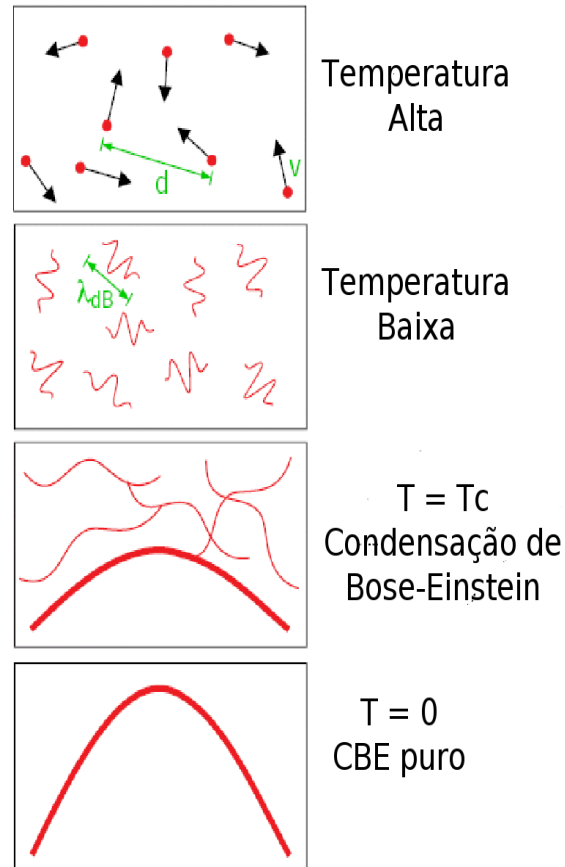 Temperatura
Alta
d
v
Temperatura
Baixa
λdB
T = Tc
Condensação de
Bose-Einstein
T = 0
CBE puro